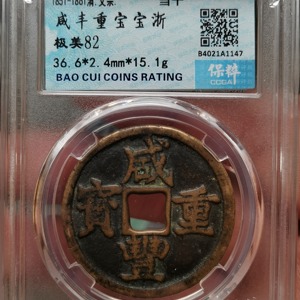 1851-1861清.文宗. 当十
咸丰重宝宝浙
极美82
36.6*2.4mm*15.1g
BAO CUI COINS RATING
B4021A1147
保粹
咸豐重寶